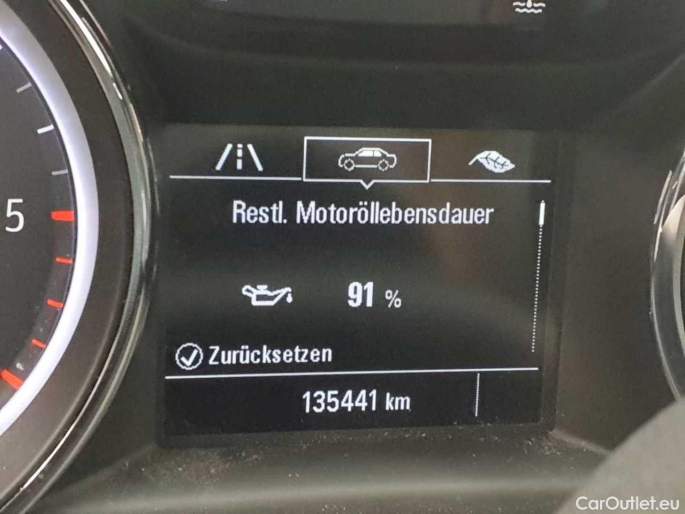 5
Restl. Motoröllebensdauer
91 %
Zurücksetzen
135441 km
CarOutlet.eu